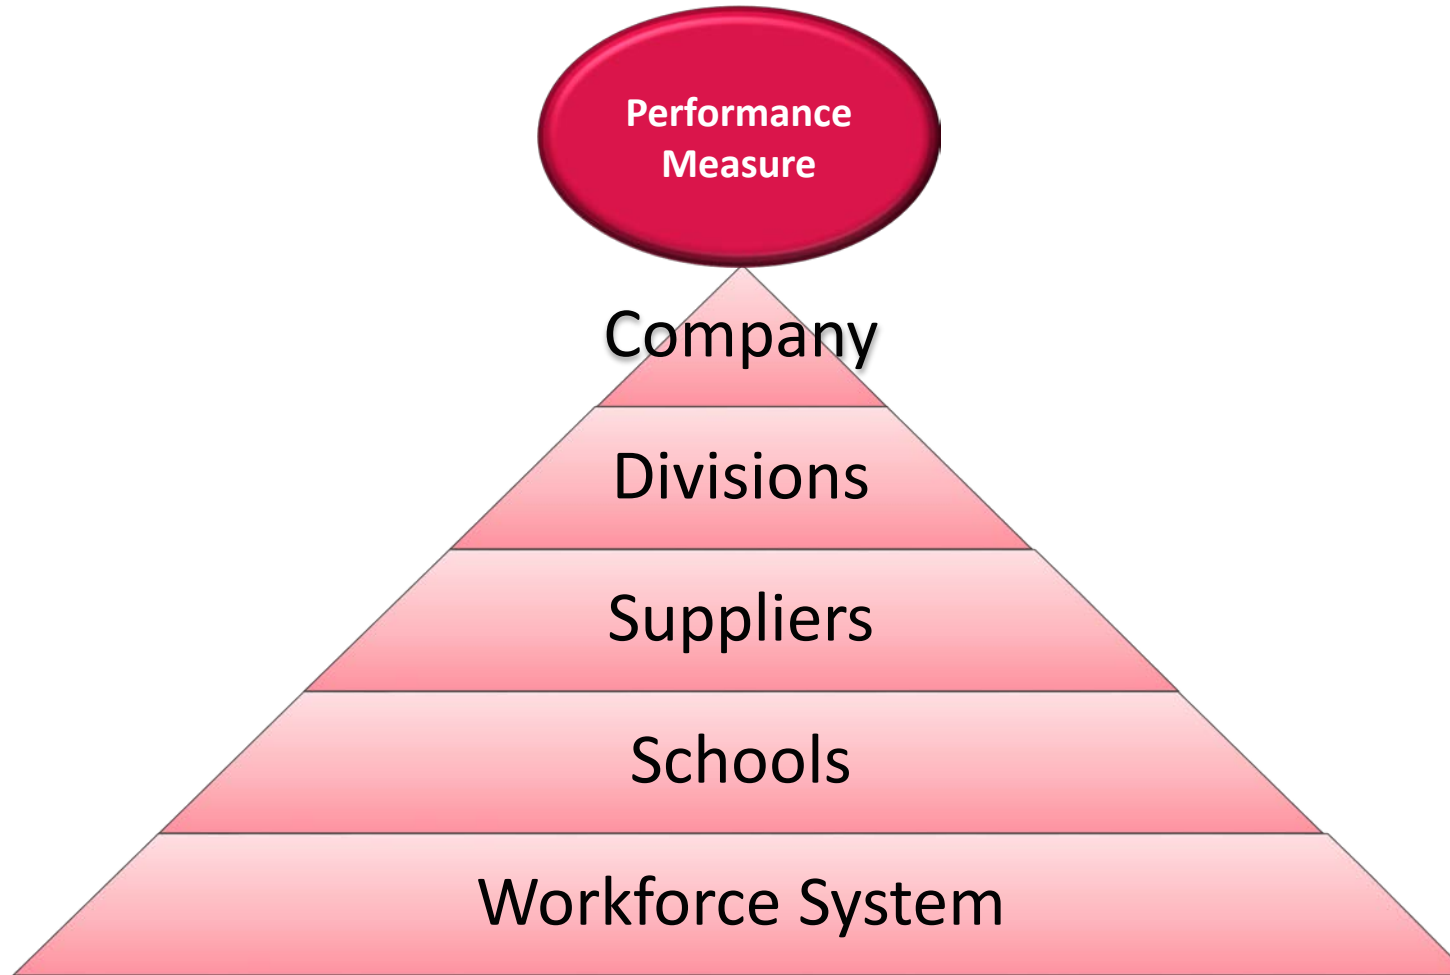 Performance
Measure
Company
Divisions
Suppliers
Schools
Workforce System